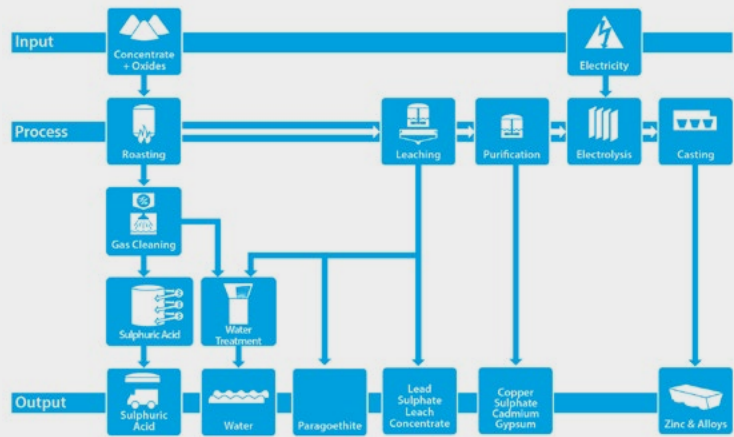 Input
Concentrate
+ Oxides
Electricity
Process
Roasting
Leaching
Purification
Electrolysis
Casting
Gas Cleaning
Sulphuric Acid
Water
Treatment
Output
Sulphuric
Acid
Water
Paragoethite
Lead
Sulphate
Leach
Concentrate
Copper
Sulphate
Cadmium
Gypsum
Zinc & Alloys